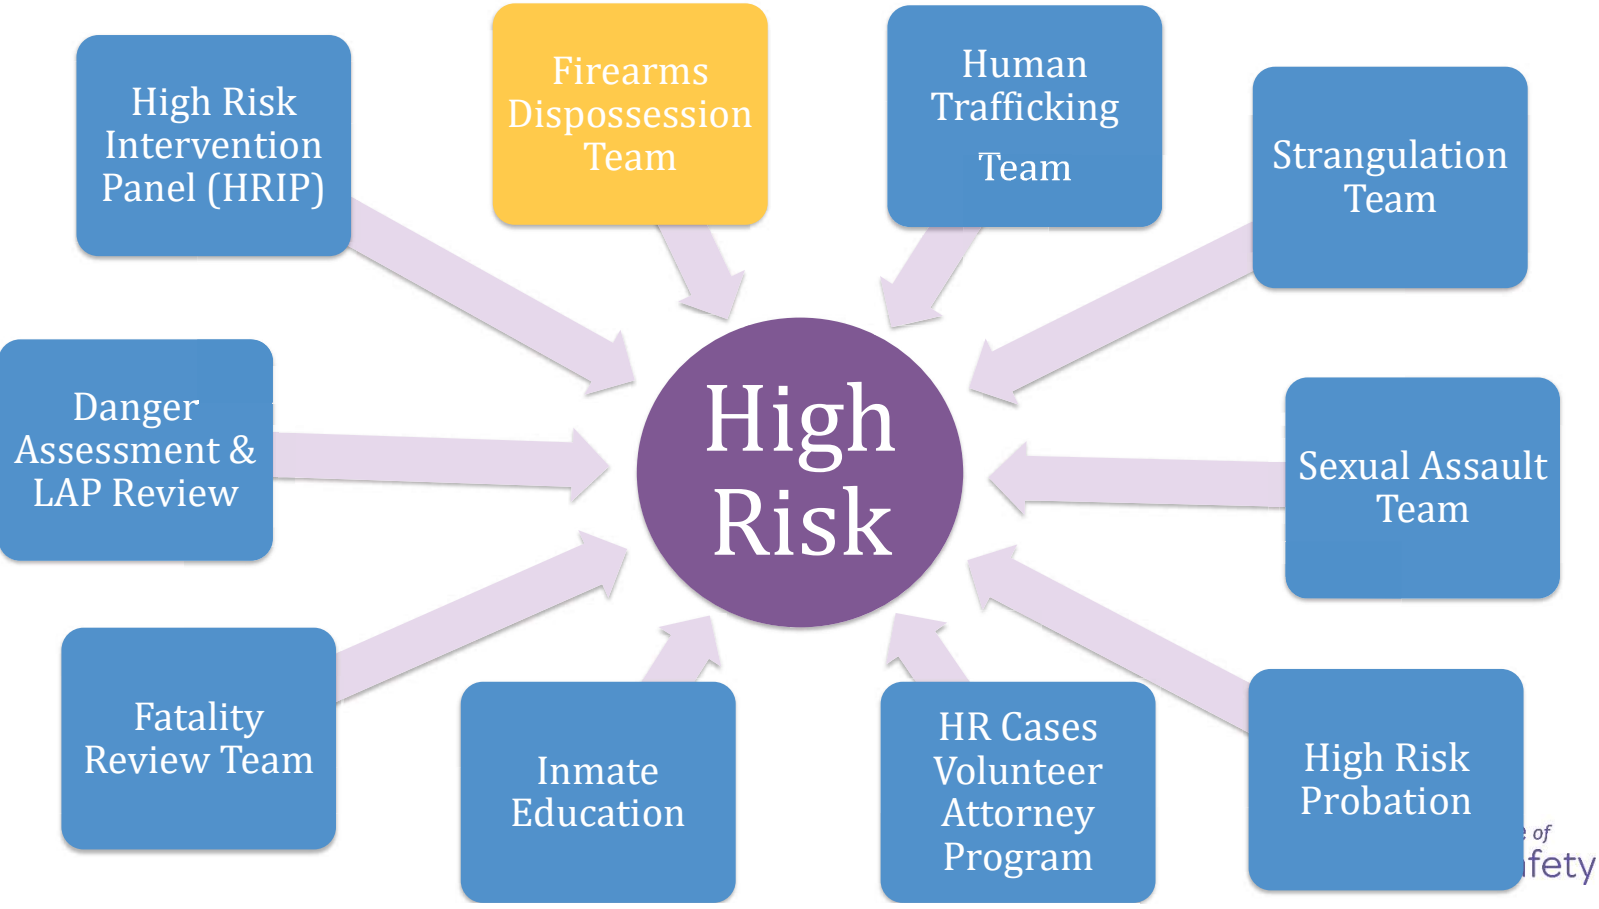 High Risk
Intervention
Panel (HRIP)
Firearms
Dispossession
Team
Human
Trafficking
Team
Strangulation
Team
Danger
Assessment &
LAP Review
High
Risk
Sexual Assault
Team
Fatality
Review Team
Inmate
Education
HR Cases
Volunteer
Attorney
Program
High Risk
Probation
of